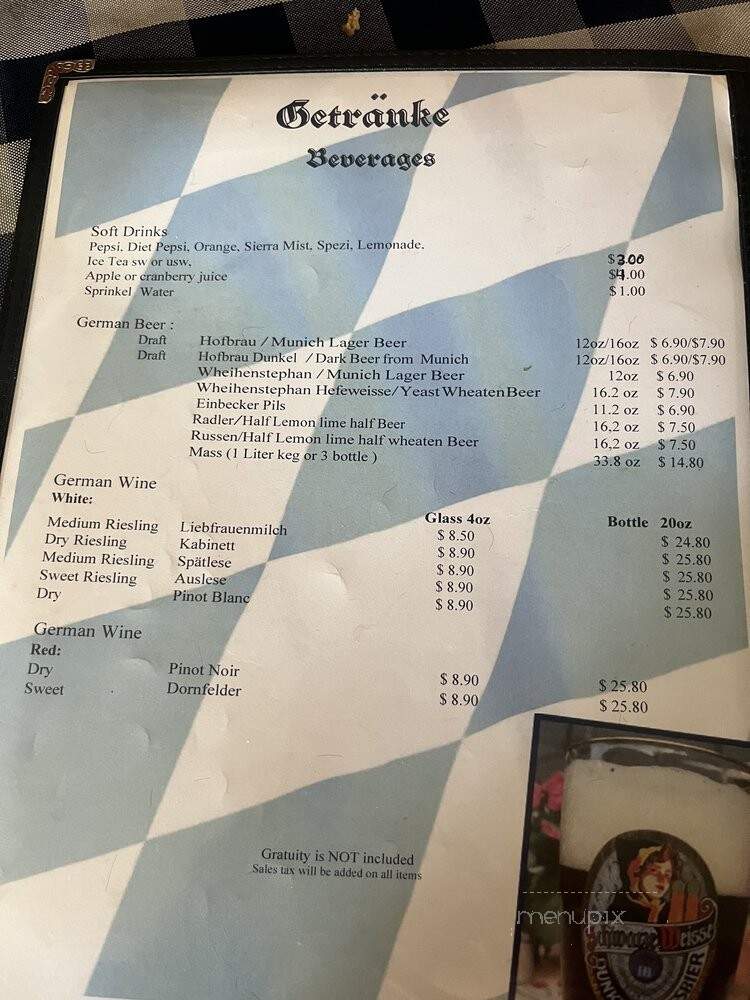 Getränke
Beverages
Soft Drinks
Pepsi, Diet Pepsi, Orange, Sierra Mist, Spezi, Lemonade,
Ice Tea sw or usw, $3.00
Apple or cranberry juice $4.00
Sprinkel Water $1.00
German Beer :
Draft Hofbrau / Munich Lager Beer 12oz/16oz $ 6.90/$7.90
Draft Hofbrau Dunkel / Dark Beer from Munich 12oz/16oz $ 6.90/$7.90
Wheihenstephan / Munich Lager Beer 12oz $ 6.90
Wheihenstephan Hefeweisse/Yeast Wheaten Beer 16.2 oz $ 7.90
Einbecker Pils 11.2 oz $ 6.90
Radler/Half Lemon lime half Beer 16,2 oz $ 7.50
Russen/Half Lemon lime half wheaten Beer 16,2 oz $ 7.50
Mass (1 Liter keg or 3 bottle ) 33.8 oz $ 14.80
German Wine
White:
Glass 4oz Bottle 20oz
Medium Riesling Liebfrauenmilch $ 8.50 $ 24.80
Dry Riesling Kabinett $ 8.90 $ 25.80
Medium Riesling Spätlese $ 8.90 $ 25.80
Sweet Riesling Auslese $ 8.90 $ 25.80
Dry Pinot Blanc $ 8.90 $ 25.80
German Wine
Red:
Dry Pinot Noir $ 8.90 $ 25.80
Sweet Dornfelder $ 8.90 $ 25.80
Gratuity is NOT included
Sales tax will be added on all items
menupix
Schwarze Weisse
HB